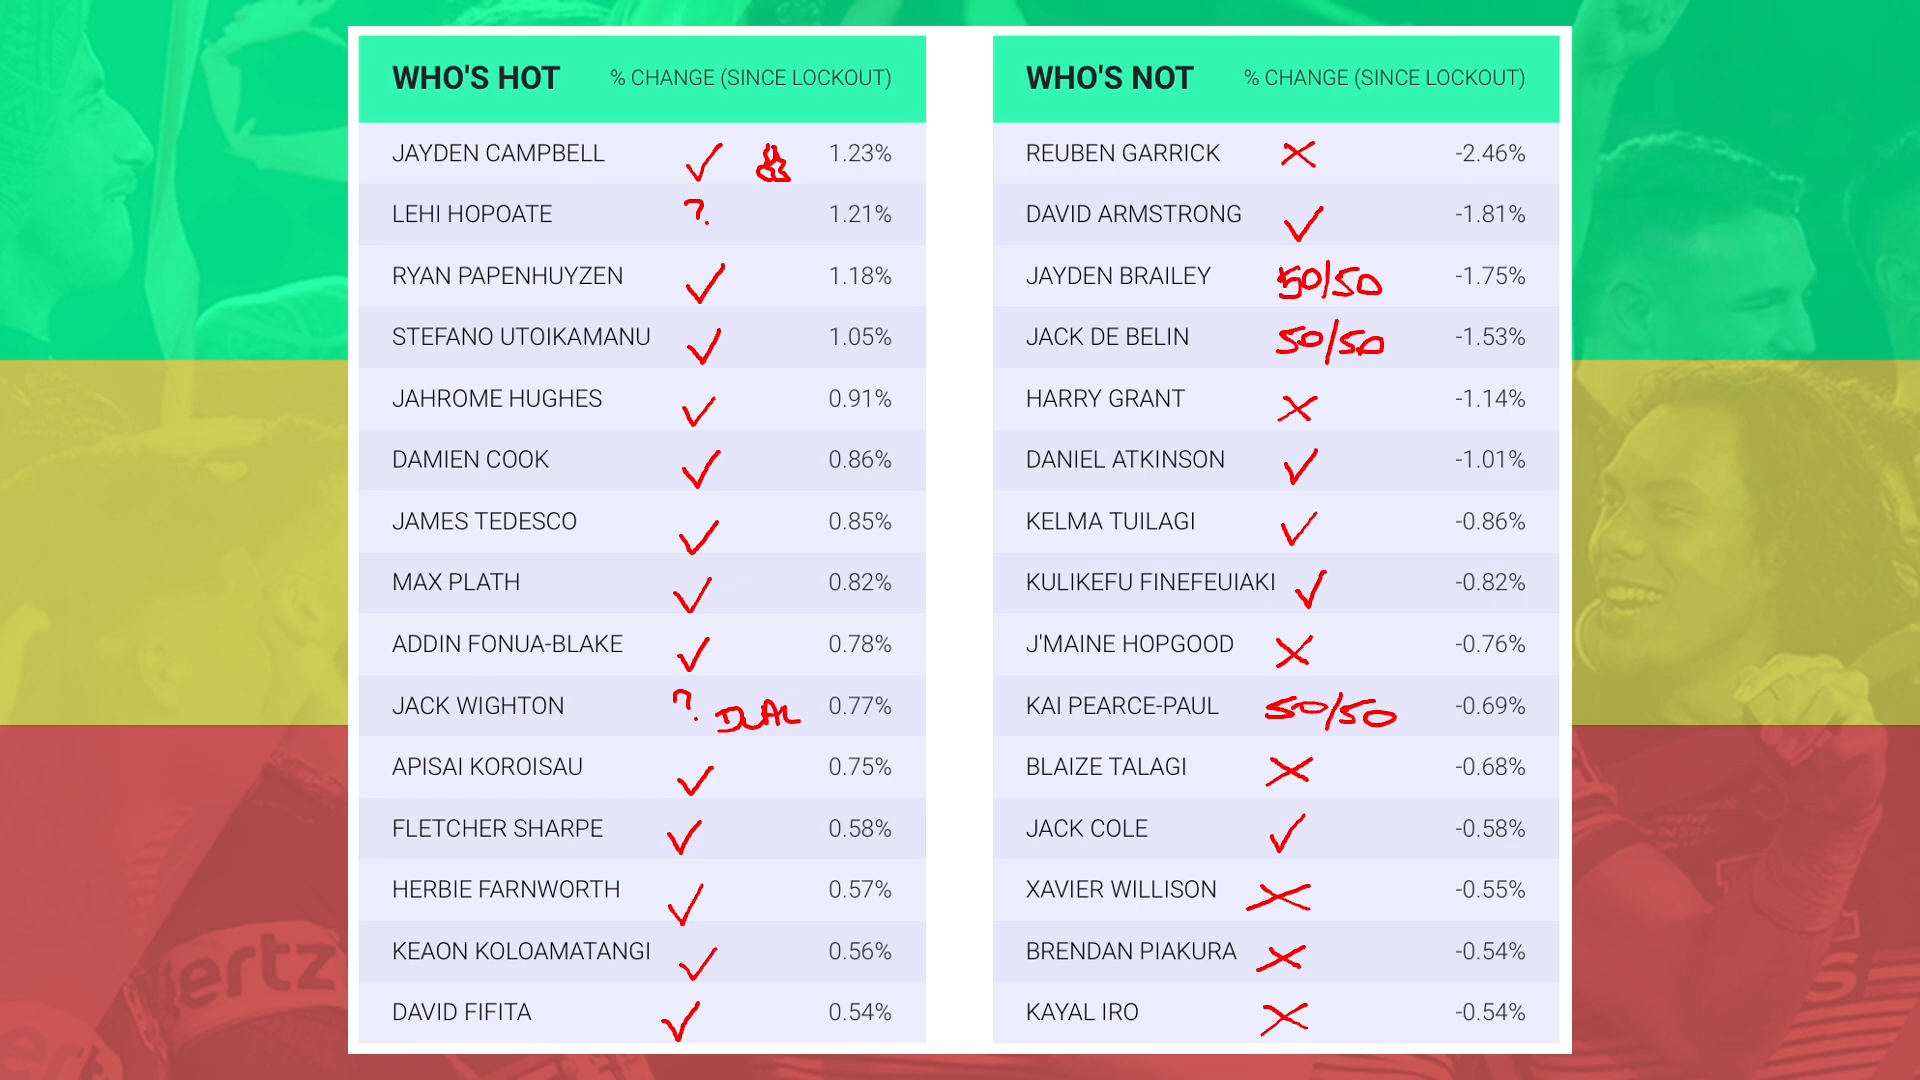 WHO'S HOT % CHANGE (SINCE LOCKOUT)
JAYDEN CAMPBELL 1.23%
LEHI HOPOATE ? 1.21%
RYAN PAPENHUYZEN 1.18%
STEFANO UTOIKAMANU 1.05%
JAHROME HUGHES 0.91%
DAMIEN COOK 0.86%
JAMES TEDESCO 0.85%
MAX PLATH 0.82%
ADDIN FONUA-BLAKE 0.78%
JACK WIGHTON ? DUAL 0.77%
APISAI KOROISAU 0.75%
FLETCHER SHARPE 0.58%
HERBIE FARNWORTH 0.57%
KEAON KOLOAMATANGI 0.56%
DAVID FIFITA 0.54%
WHO'S NOT % CHANGE (SINCE LOCKOUT)
REUBEN GARRICK -2.46%
DAVID ARMSTRONG -1.81%
JAYDEN BRAILEY 50/50 -1.75%
JACK DE BELIN 50/50 -1.53%
HARRY GRANT -1.14%
DANIEL ATKINSON -1.01%
KELMA TUILAGI -0.86%
KULIKEFU FINEFEUIAKI -0.82%
J'MAINE HOPGOOD -0.76%
KAI PEARCE-PAUL 50/50 -0.69%
BLAIZE TALAGI -0.68%
JACK COLE -0.58%
XAVIER WILLISON -0.55%
BRENDAN PIAKURA -0.54%
KAYAL IRO -0.54%